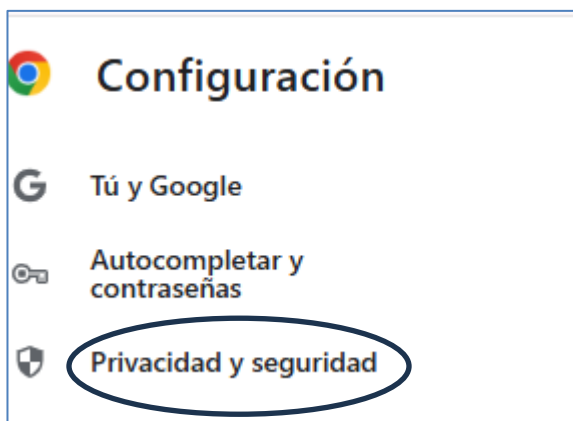 Configuración
Tú y Google
Autocompletar y
contraseñas
Privacidad y seguridad